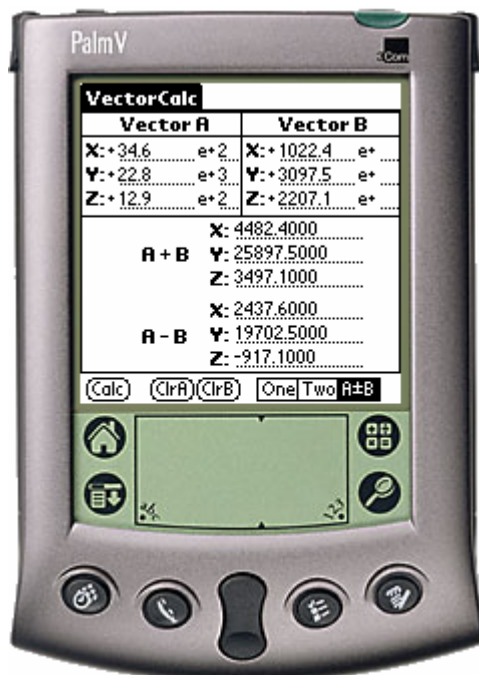 PalmV
3Com
VectorCalc
Vector A Vector B
X:+34.6 e+2 X:+1022.4 e+
Y:+22.8 e+3 Y:+3097.5 e+
Z:+12.9 e+2 Z:+2207.1 e+
X: 4482.4000
A+B Y: 25897.5000
Z: 3497.1000
X: 2437.6000
A-B Y: 19702.5000
Z: -917.1000
Calc ClrA ClrB One Two A±B
123